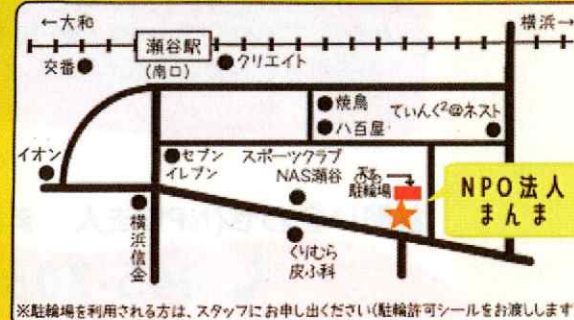 ←大和
横浜→
瀬谷駅
(南口)
交番
クリエイト
焼鳥
八百屋
てぃんく²@ネスト
イオン
セブン
イレブン
スポーツクラブ
NAS瀬谷
駐輪場
NPO法人
まんま
横浜信金
くりむら
皮ふ科
※駐輪場を利用される方は、スタッフにお申し出ください(駐輪許可シールをお渡しします